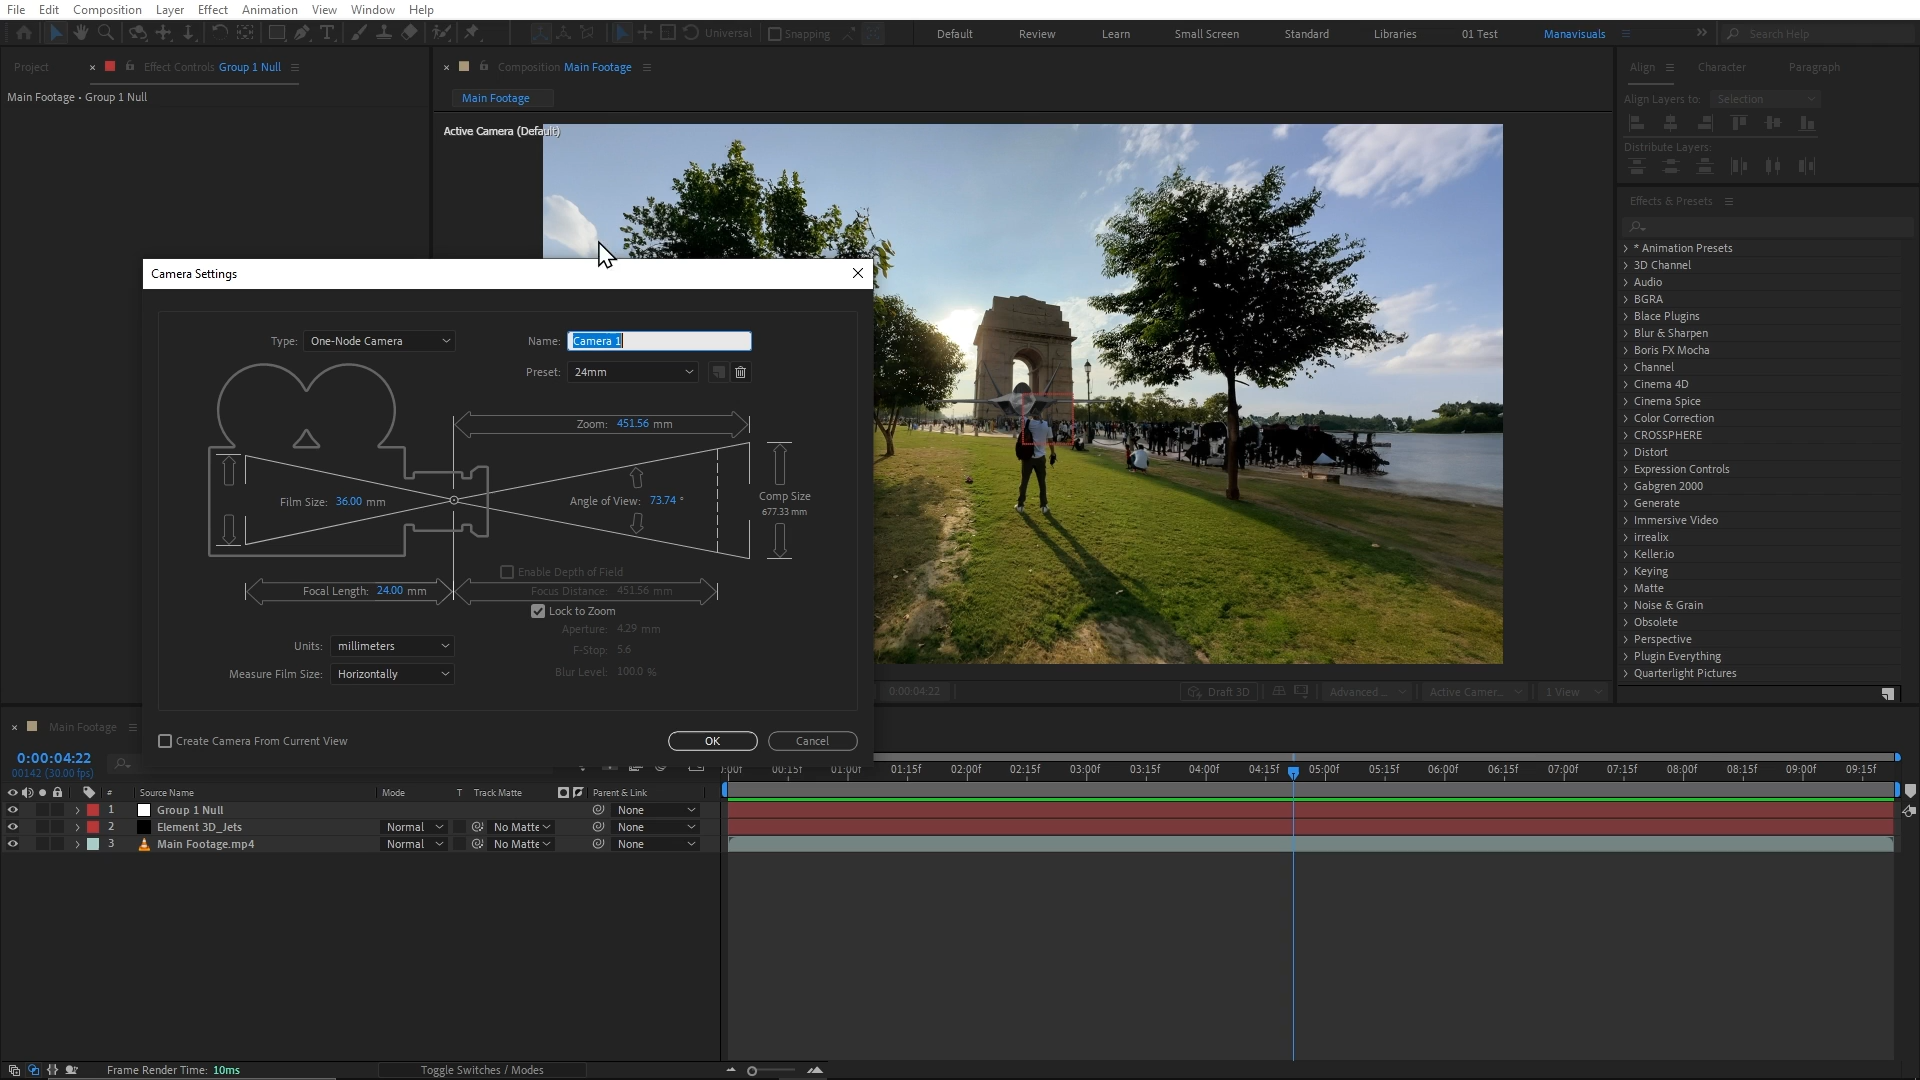 File Edit Composition Layer Effect Animation View Window Help
Universal Snapping Default Review Learn Small Screen Standard Libraries 01 Test Manavisuals Search Help
Project Effect Controls Group 1 Null Composition Main Footage Align Character Paragraph
Main Footage • Group 1 Null
Main Footage
Align Layers to: Selection
Active Camera (Default)
Distribute Layers:
Effects & Presets
* Animation Presets
3D Channel
Audio
BGRA
Blace Plugins
Blur & Sharpen
Boris FX Mocha
Channel
Cinema 4D
Cinema Spice
Color Correction
CROSSPHERE
Distort
Expression Controls
Gabgren 2000
Generate
Immersive Video
irrealix
Keller.io
Keying
Matte
Noise & Grain
Obsolete
Perspective
Plugin Everything
Quarterlight Pictures
Camera Settings
Type: One-Node Camera Name: Camera 1
Preset: 24mm
Zoom: 451.56 mm
Film Size: 36.00 mm Angle of View: 73.74 ° Comp Size
677.33 mm
Enable Depth of Field
Focal Length: 24.00 mm Focus Distance: 451.56 mm
Lock to Zoom
Aperture: 4.29 mm
Units: millimeters F-Stop: 5.6
Measure Film Size: Horizontally Blur Level: 100.0 %
Create Camera From Current View OK Cancel
0:00:04:22 Draft 3D Advanced ... Active Camer... 1 View
Main Footage
0:00:04:22
00142 (30.00 fps)
):00f 00:15f 01:00f 01:15f 02:00f 02:15f 03:00f 03:15f 04:00f 04:15f 05:00f 05:15f 06:00f 06:15f 07:00f 07:15f 08:00f 08:15f 09:00f 09:15f
# Source Name Mode T Track Matte Parent & Link
1 Group 1 Null None
2 Element 3D_Jets Normal No Matte None
3 Main Footage.mp4 Normal No Matte None
Frame Render Time: 10ms Toggle Switches / Modes